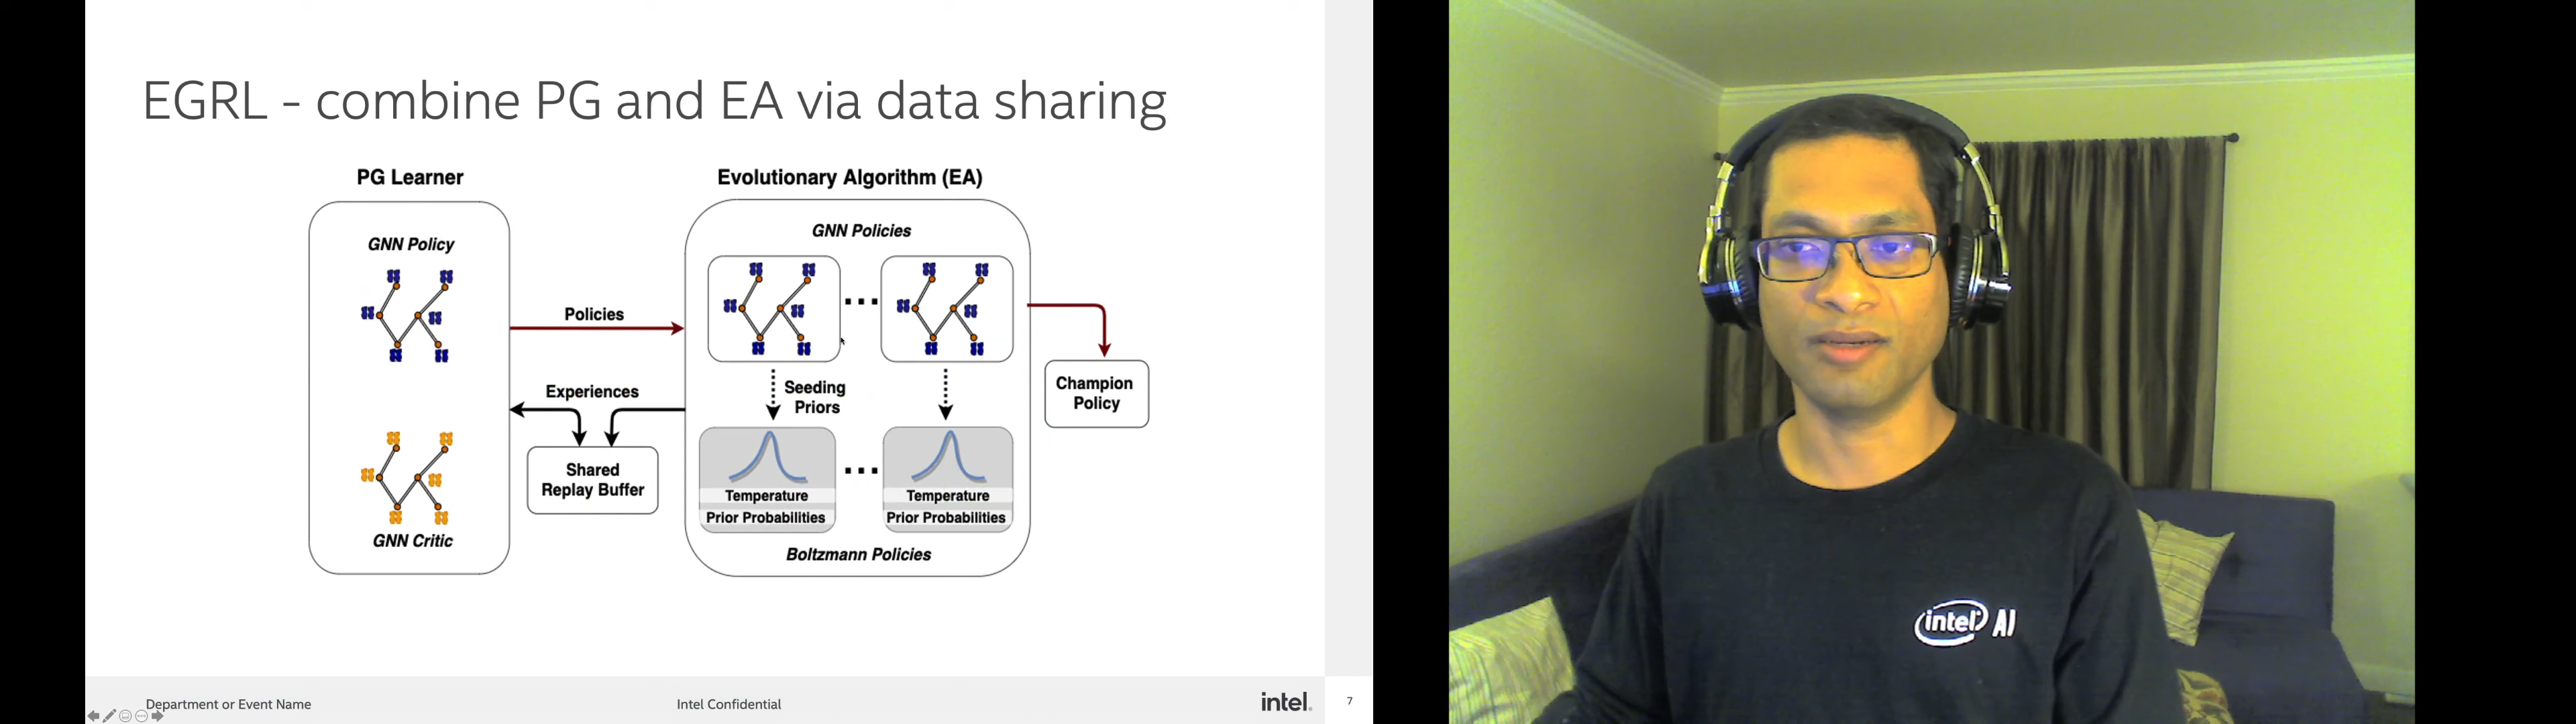 EGRL - combine PG and EA via data sharing
PG Learner
GNN Policy
GNN Critic
Policies
Experiences
Shared
Replay Buffer
Evolutionary Algorithm (EA)
GNN Policies
Seeding
Priors
Temperature
Prior Probabilities
Temperature
Prior Probabilities
Boltzmann Policies
Champion
Policy
Department or Event Name
Intel Confidential
intel.
7
intel AI